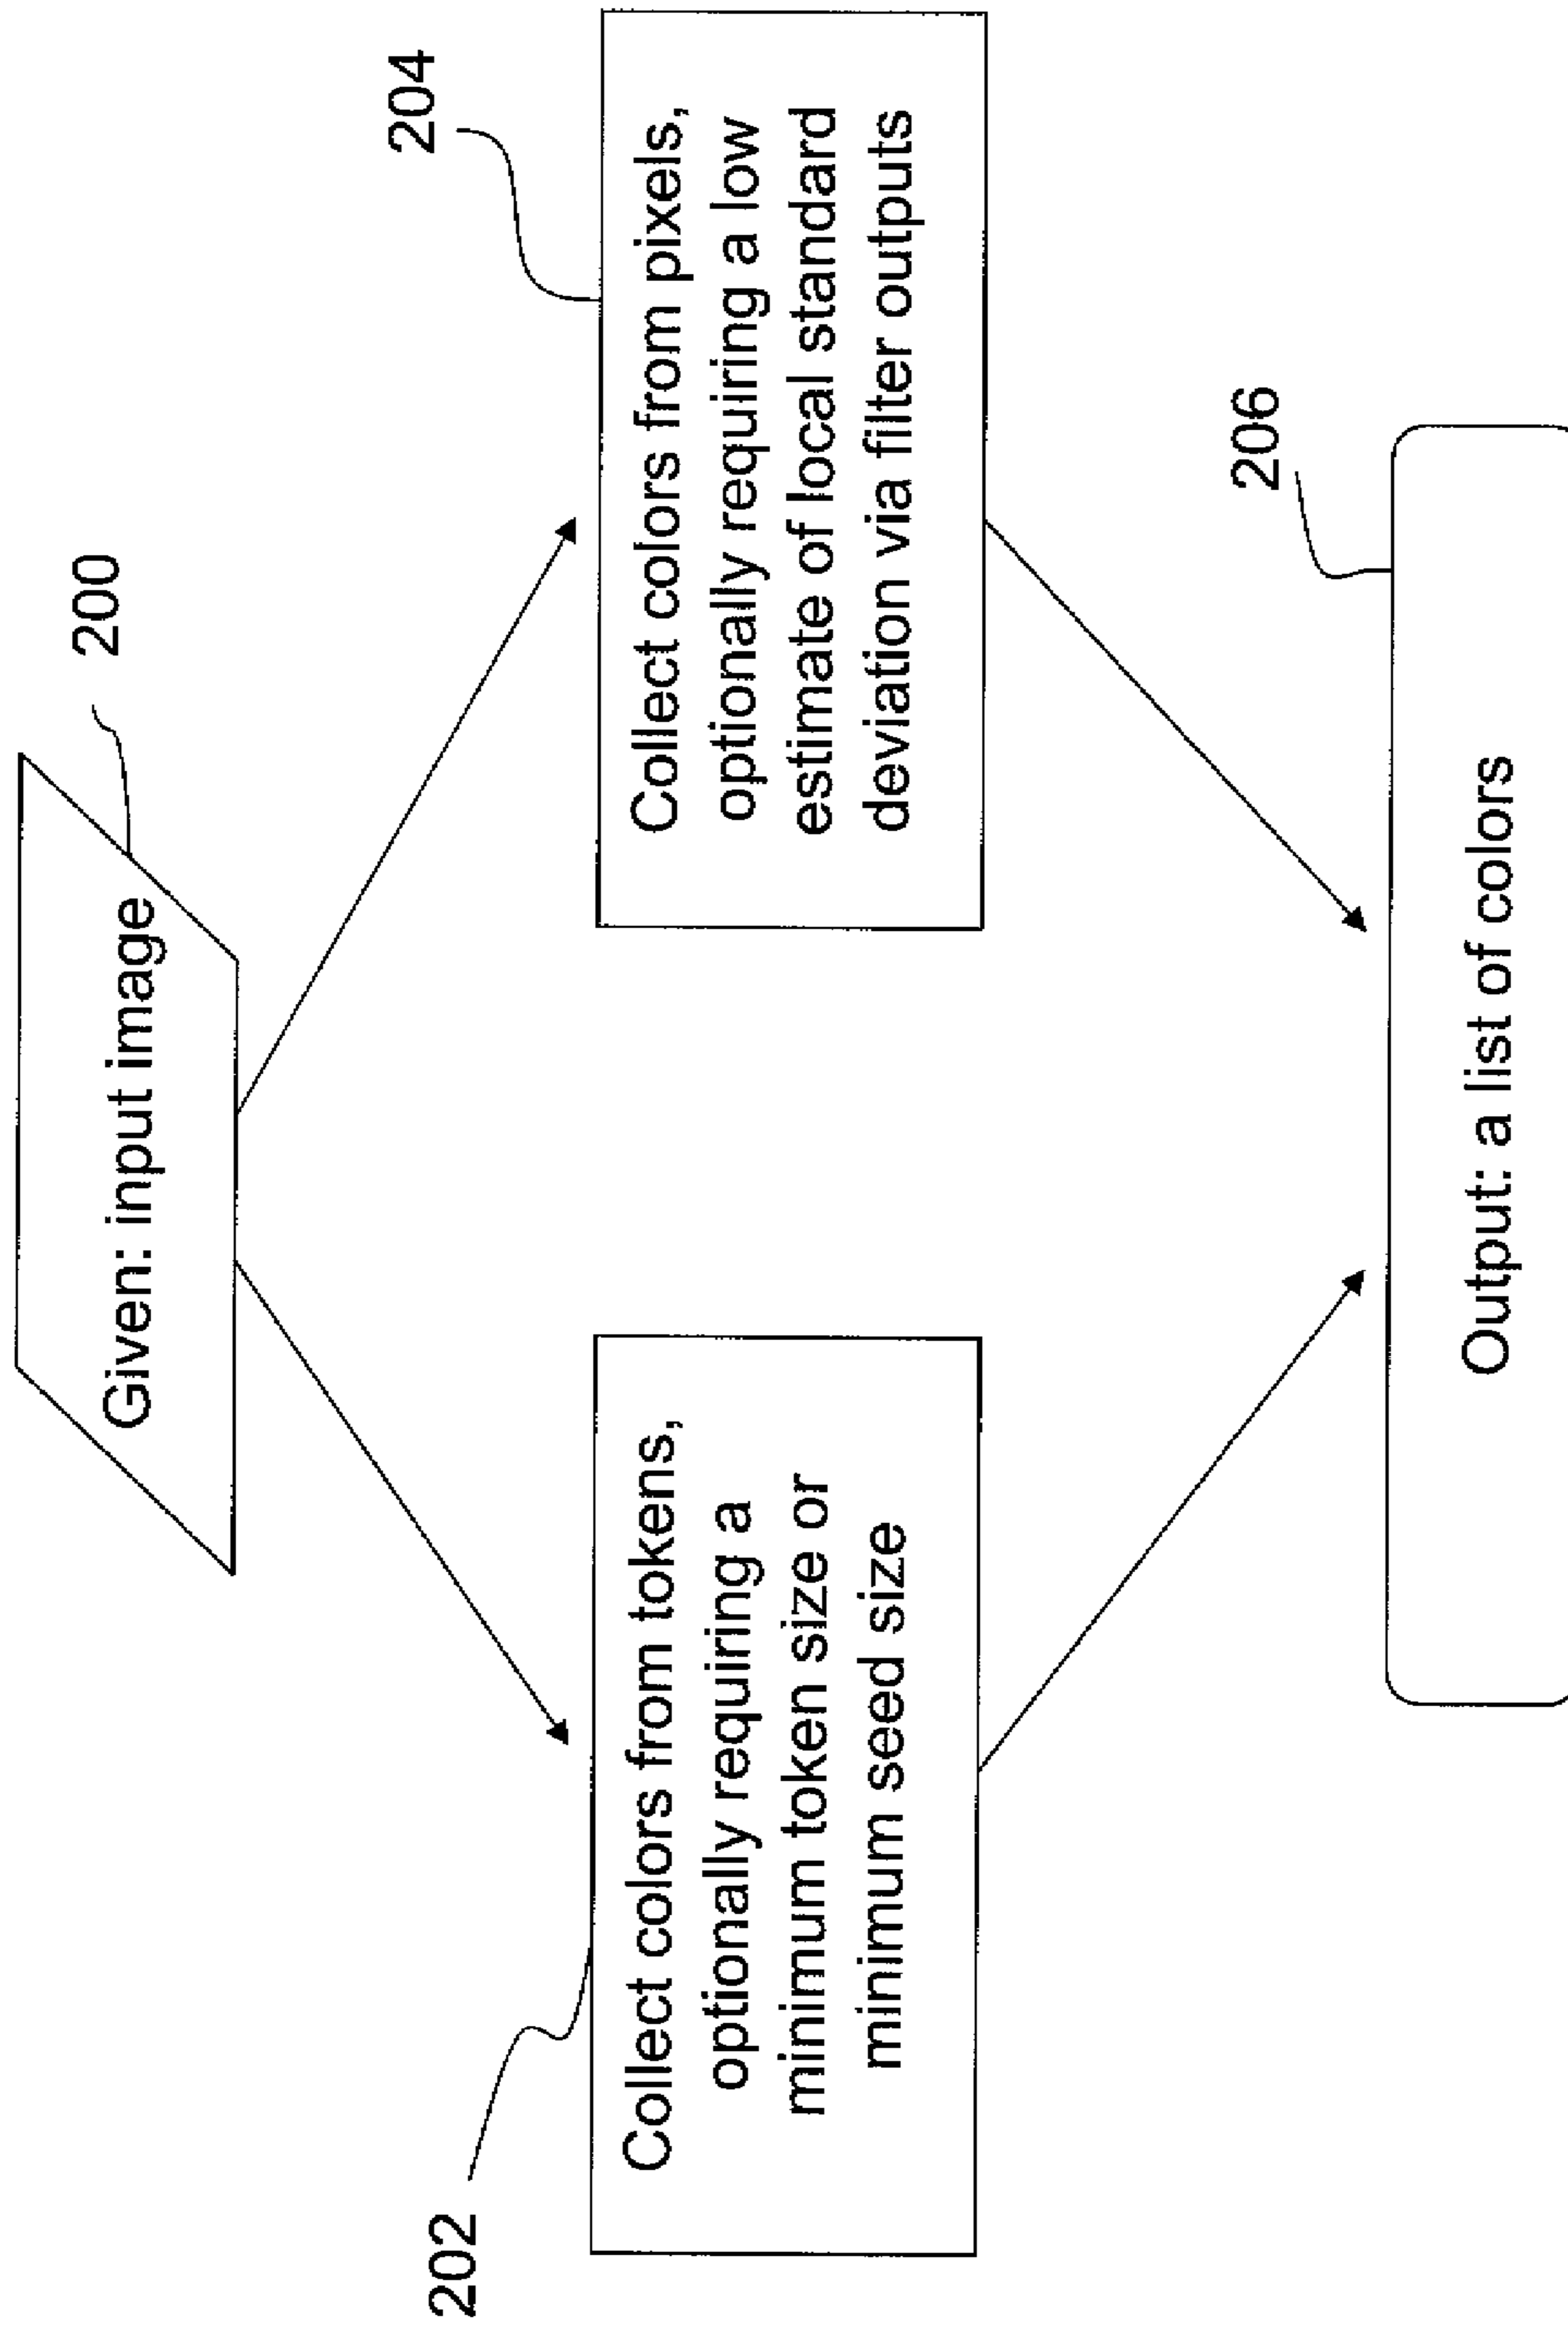 200
Given: input image
202
Collect colors from tokens,
optionally requiring a
minimum token size or
minimum seed size
204
Collect colors from pixels,
optionally requiring a low
estimate of local standard
deviation via filter outputs
206
Output: a list of colors